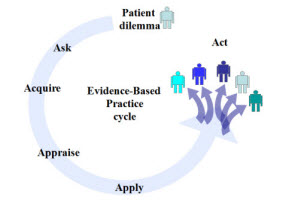 Patient
dilemma
Ask
Act
Acquire
Evidence-Based
Practice
cycle
Appraise
Apply